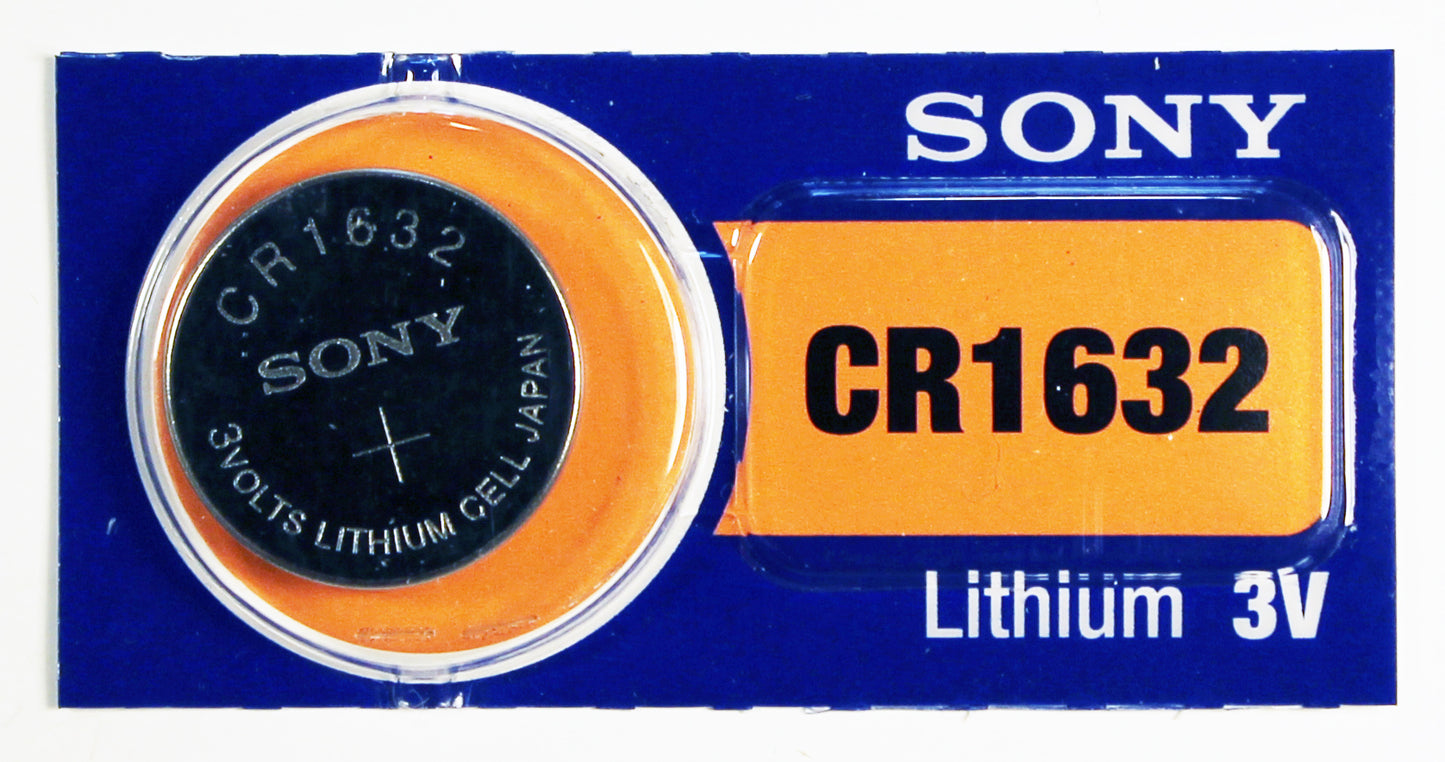 CR1632
SONY
+
3VOLTS LITHIUM CELL JAPAN
SONY
CR1632
Lithium 3V